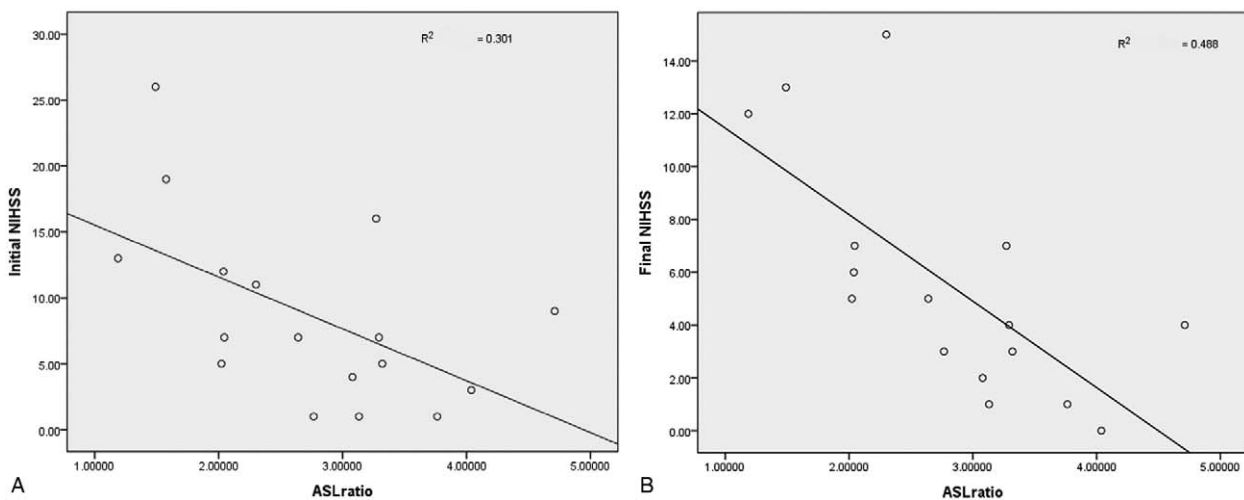 R² = 0.301
30.00
25.00
20.00
15.00
10.00
5.00
0.00
Initial NIHSS
1.00000 2.00000 3.00000 4.00000 5.00000
ASLratio
A
R² = 0.488
14.00
12.00
10.00
8.00
6.00
4.00
2.00
0.00
Final NIHSS
1.00000 2.00000 3.00000 4.00000 5.00000
ASLratio
B